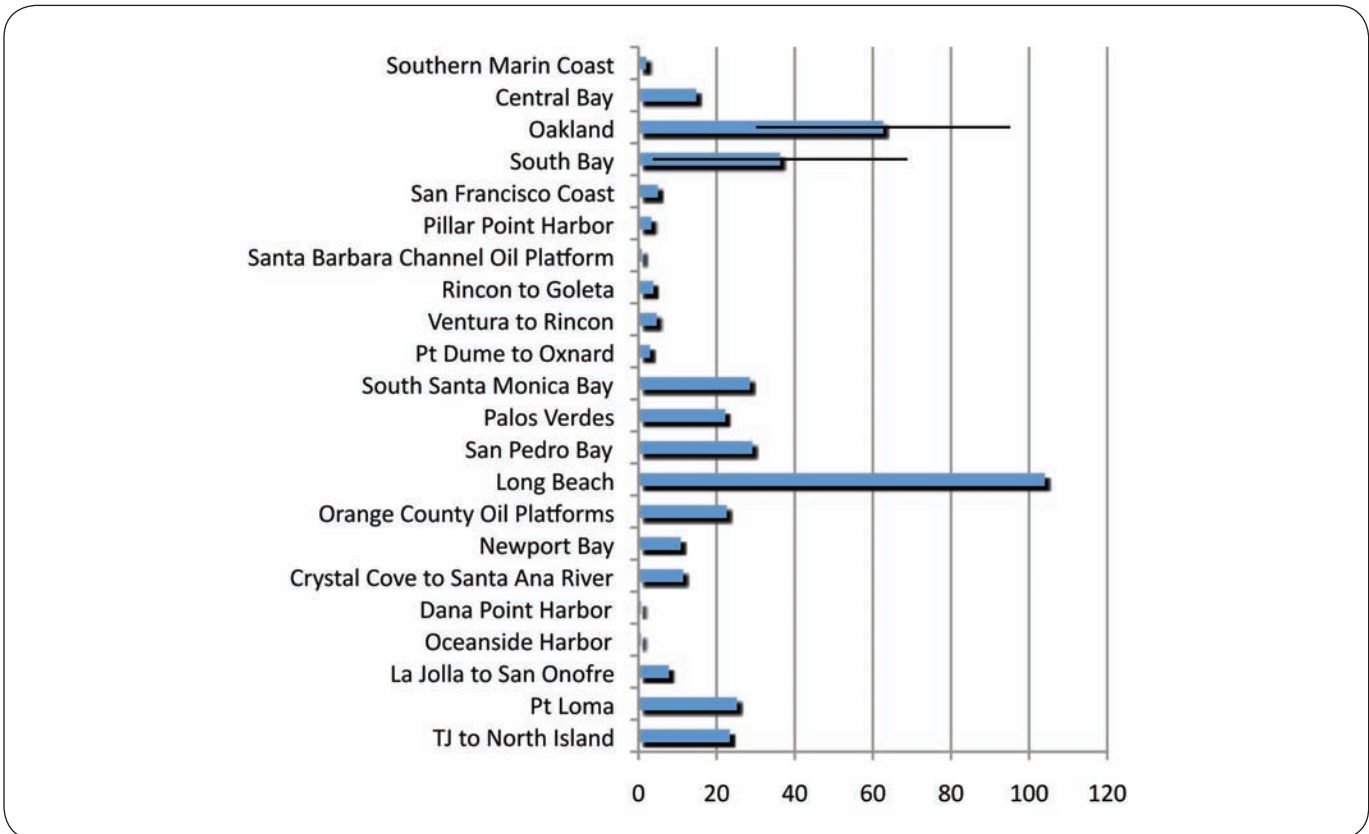 Southern Marin Coast
Central Bay
Oakland
South Bay
San Francisco Coast
Pillar Point Harbor
Santa Barbara Channel Oil Platform
Rincon to Goleta
Ventura to Rincon
Pt Dume to Oxnard
South Santa Monica Bay
Palos Verdes
San Pedro Bay
Long Beach
Orange County Oil Platforms
Newport Bay
Crystal Cove to Santa Ana River
Dana Point Harbor
Oceanside Harbor
La Jolla to San Onofre
Pt Loma
TJ to North Island
0 20 40 60 80 100 120